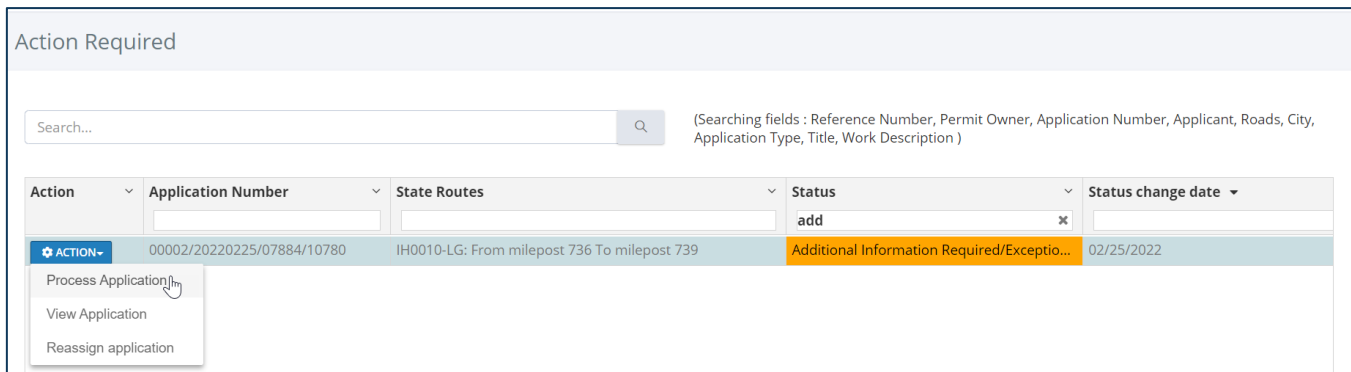 Action Required
Search...
(Searching fields : Reference Number, Permit Owner, Application Number, Applicant, Roads, City,
Application Type, Title, Work Description )
Action Application Number State Routes Status Status change date
add
ACTION 00002/20220225/07884/10780 IH0010-LG: From milepost 736 To milepost 739 Additional Information Required/Exceptio... 02/25/2022
Process Application
View Application
Reassign application